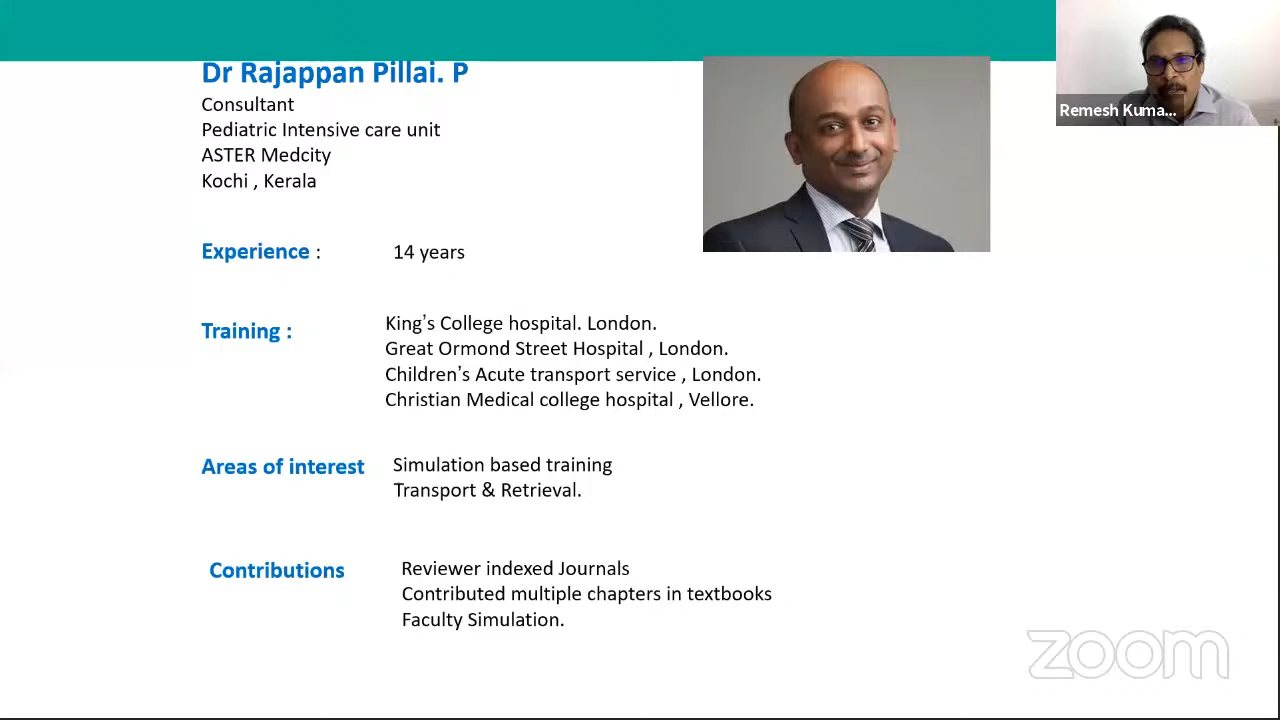 Dr Rajappan Pillai. P
Consultant
Pediatric Intensive care unit
ASTER Medcity
Kochi , Kerala
Experience : 14 years
Training :
King's College hospital. London.
Great Ormond Street Hospital , London.
Children's Acute transport service , London.
Christian Medical college hospital , Vellore.
Areas of interest
Simulation based training
Transport & Retrieval.
Contributions
Reviewer indexed Journals
Contributed multiple chapters in textbooks
Faculty Simulation.
Remesh Kuma...
zoom